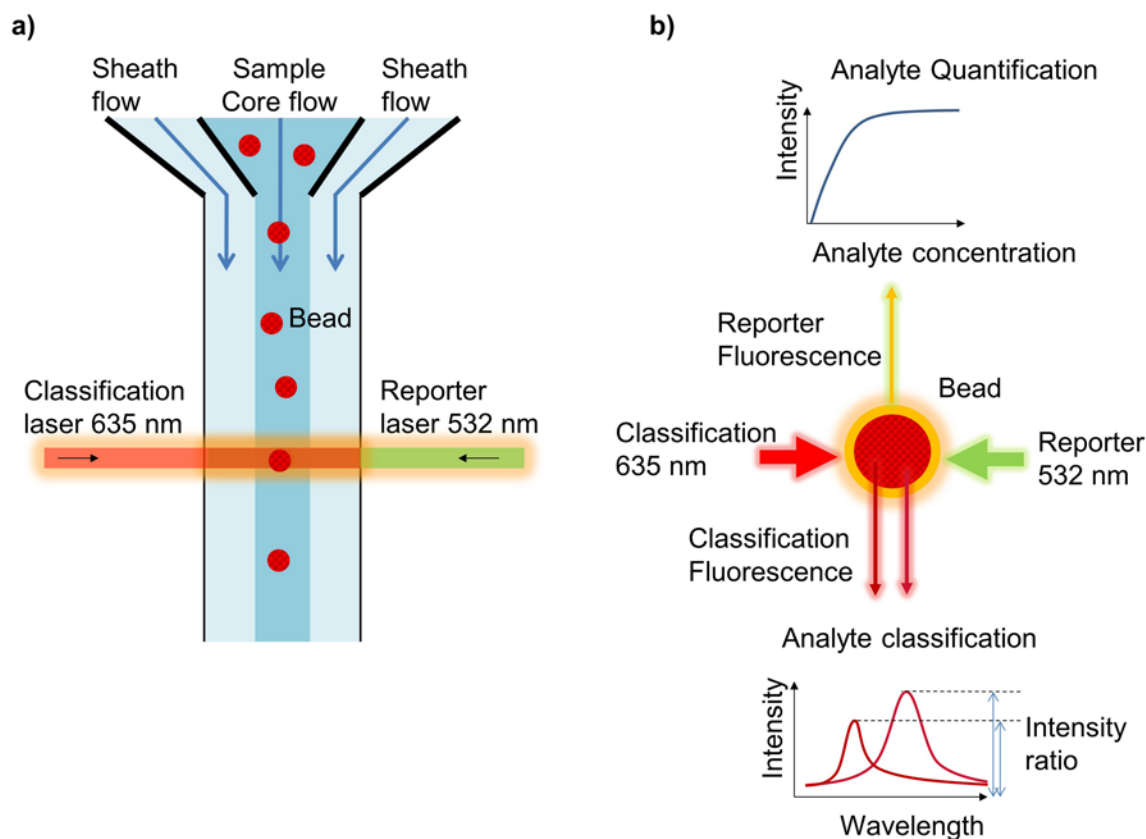 a)
Sheath
flow
Sample
Core flow
Sheath
flow
Bead
Classification
laser 635 nm
Reporter
laser 532 nm
b)
Analyte Quantification
Intensity
Analyte concentration
Reporter
Fluorescence
Bead
Classification
635 nm
Reporter
532 nm
Classification
Fluorescence
Analyte classification
Intensity
Intensity
ratio
Wavelength